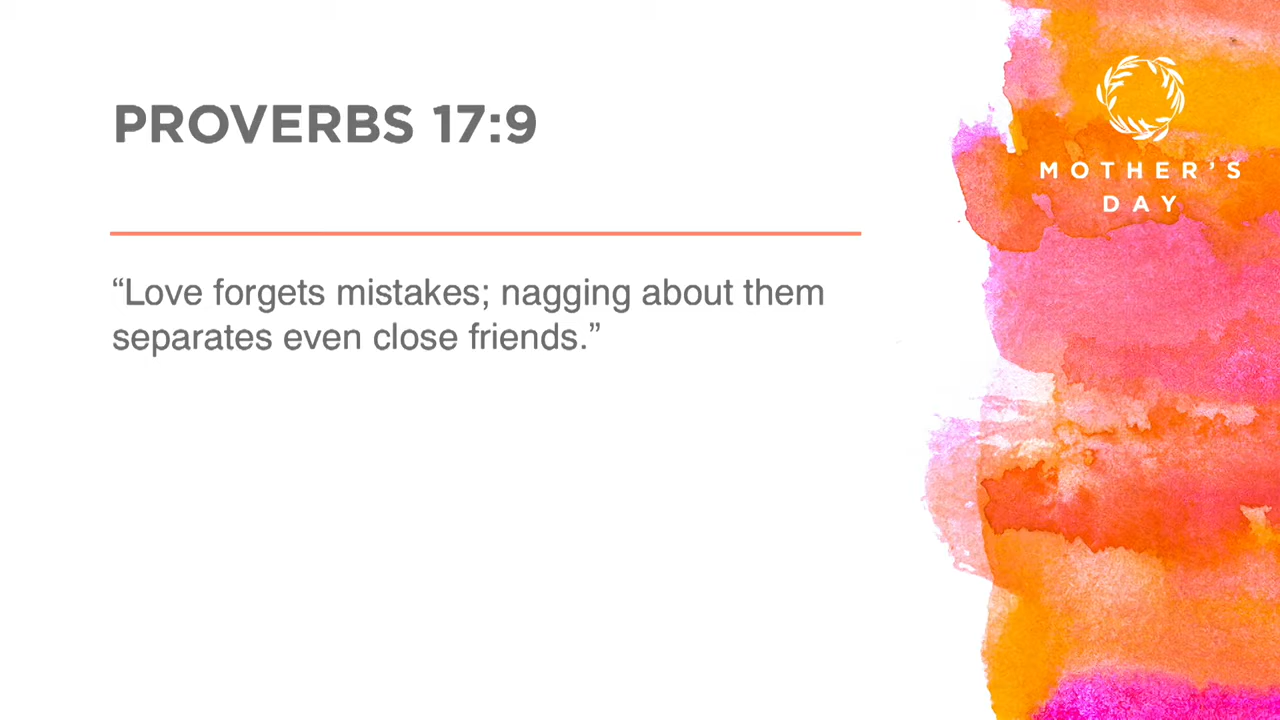 PROVERBS 17:9
“Love forgets mistakes; nagging about them
separates even close friends.”
MOTHER’S
DAY